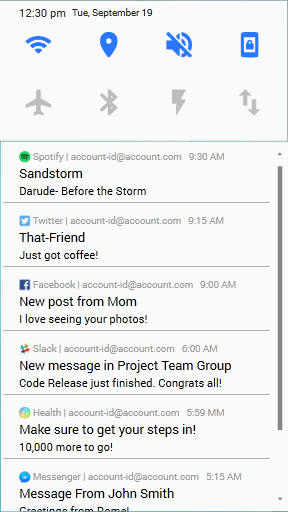 12:30 pm Tue, September 19
Spotify | account-id@account.com 9:30 AM
Sandstorm
Darude- Before the Storm
Twitter | account-id@account.com 9:15 AM
That-Friend
Just got coffee!
Facebook | account-id@account.com 9:00 AM
New post from Mom
I love seeing your photos!
Slack | account-id@account.com 6:00 AM
New message in Project Team Group
Code Release just finished. Congrats all!
Health | account-id@account.com 5:59 MM
Make sure to get your steps in!
10,000 more to go!
Messenger | account-id@account.com 5:15 AM
Message From John Smith
Greetings from Rome!